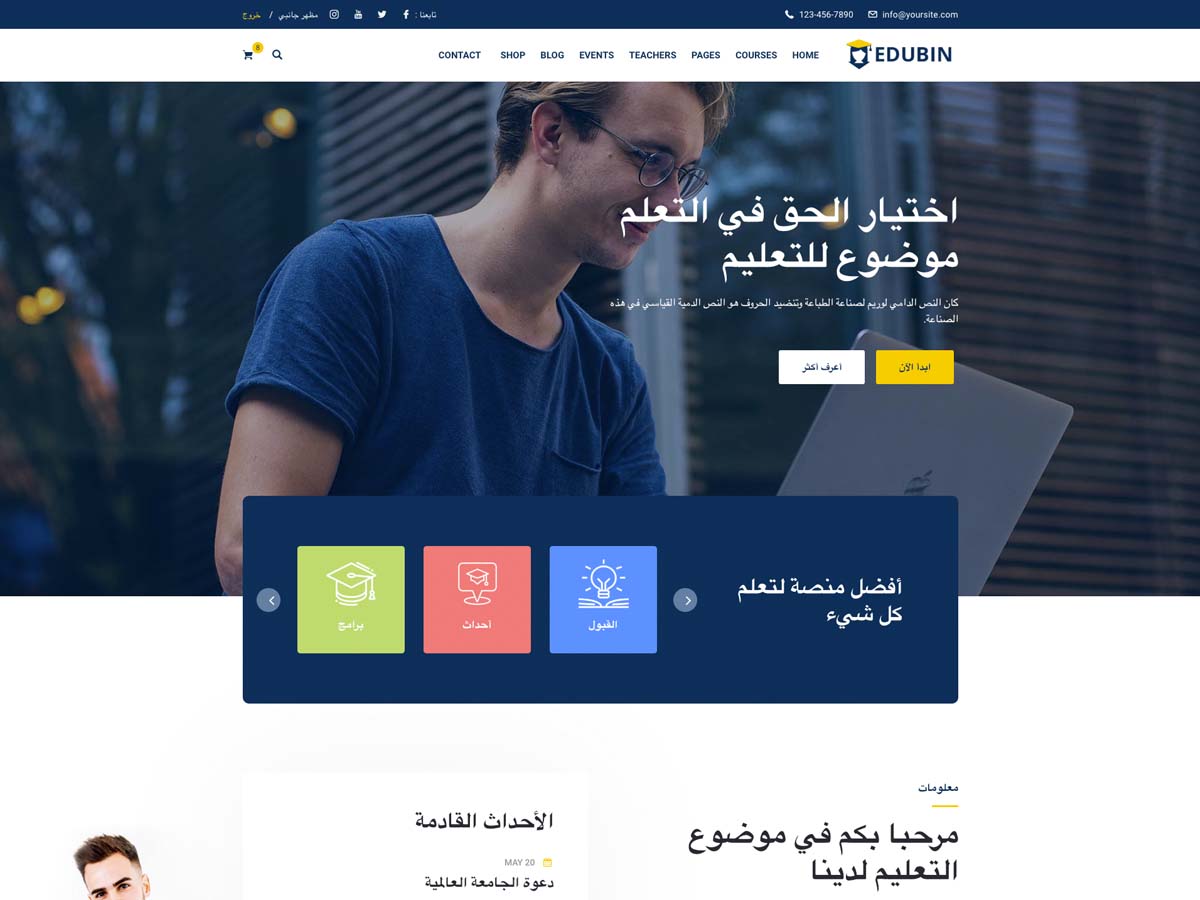 info@yoursite.com
123-456-7890
تابعنا :
مظهر جانبي / خروج
EDUBIN
HOME
COURSES
PAGES
TEACHERS
EVENTS
BLOG
SHOP
CONTACT
8
اختيار الحق في التعلم
موضوع للتعليم
كان النص الدامي لوريم لصناعة الطباعة وتنضيد الحروف هو النص الدمية القياسي في هذه
الصناعة.
ابدأ الآن
أعرف أكثر
أفضل منصة لتعلم
كل شيء
القبول
أحداث
برامج
معلومات
مرحبا بكم في موضوع
التعليم لدينا
الأحداث القادمة
MAY 20
دعوة الجامعة العالمية